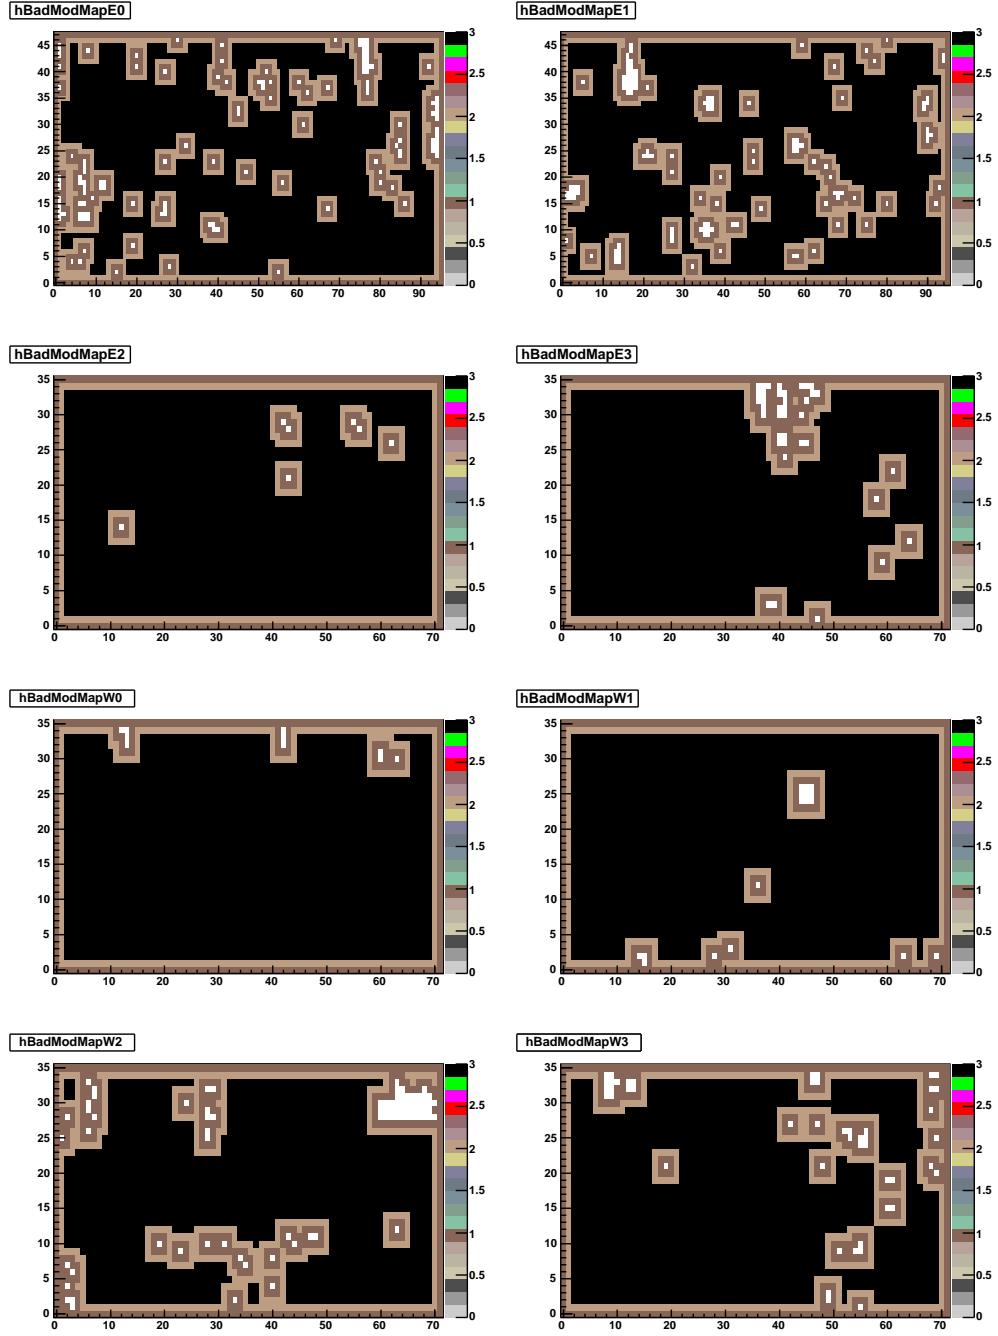 hBadModMapE0 hBadModMapE1
45 40 35 30 25 20 15 10 5 0
0 10 20 30 40 50 60 70 80 90
3 2.5 2 1.5 1 0.5 0
45 40 35 30 25 20 15 10 5 0
0 10 20 30 40 50 60 70 80 90
3 2.5 2 1.5 1 0.5 0
hBadModMapE2 hBadModMapE3
35 30 25 20 15 10 5 0
0 10 20 30 40 50 60 70
3 2.5 2 1.5 1 0.5 0
35 30 25 20 15 10 5 0
0 10 20 30 40 50 60 70
3 2.5 2 1.5 1 0.5 0
hBadModMapW0 hBadModMapW1
35 30 25 20 15 10 5 0
0 10 20 30 40 50 60 70
3 2.5 2 1.5 1 0.5 0
35 30 25 20 15 10 5 0
0 10 20 30 40 50 60 70
3 2.5 2 1.5 1 0.5 0
hBadModMapW2 hBadModMapW3
35 30 25 20 15 10 5 0
0 10 20 30 40 50 60 70
3 2.5 2 1.5 1 0.5 0
35 30 25 20 15 10 5 0
0 10 20 30 40 50 60 70
3 2.5 2 1.5 1 0.5 0